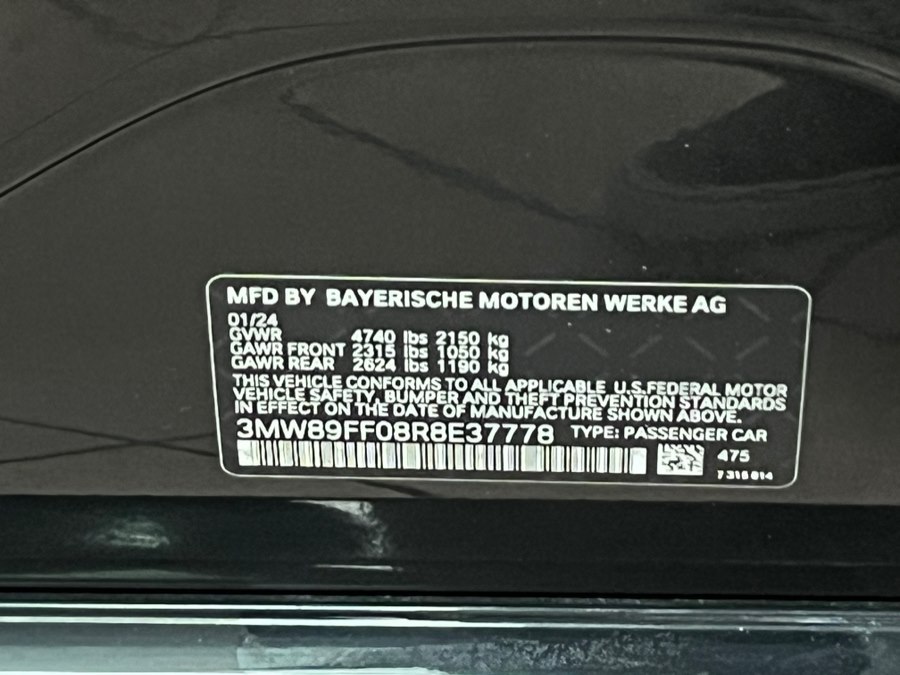 MFD BY BAYERISCHE MOTOREN WERKE AG
01/24
GVWR 4740 lbs 2150 kg
GAWR FRONT 2315 lbs 1050 kg
GAWR REAR 2624 lbs 1190 kg
THIS VEHICLE CONFORMS TO ALL APPLICABLE U.S.FEDERAL MOTOR
VEHICLE SAFETY, BUMPER AND THEFT PREVENTION STANDARDS
IN EFFECT ON THE DATE OF MANUFACTURE SHOWN ABOVE.
3MW89FF08R8E37778 TYPE: PASSENGER CAR
475
7 316 014